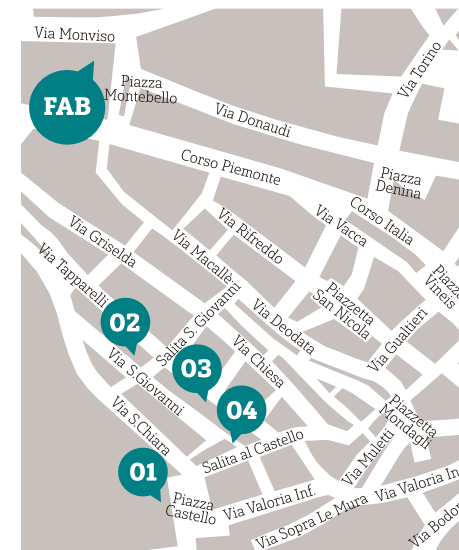 Via Monviso
Via Torino
FAB
Piazza
Montebello
Via Donaudi
Corso Piemonte
Piazza
Denina
Corso Italia
Via Vacca
Via Rifreddo
Via Macallè
Via Griselda
Via Tapparelli
Piazza
Vineis
Piazzetta
San Nicola
Salita S. Giovanni
Via Deodata
Via Gualtieri
02
Via Chiesa
03
Via S.Giovanni
04
Via S.Chiara
Piazzetta
Mondagli
Salita al Castello
Via Muletti
01
Piazza
Castello
Via Valoria Inf.
Via Sopra Le Mura
Via Valoria In
Via Bodo